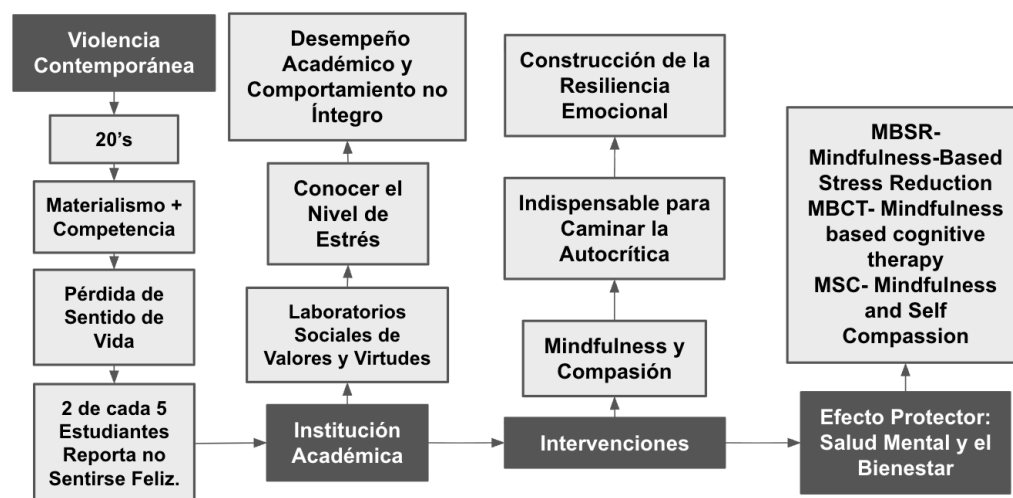 Violencia
Contemporánea
20's
Materialismo +
Competencia
Pérdida de
Sentido de
Vida
2 de cada 5
Estudiantes
Reporta no
Sentirse Feliz.
Desempeño
Académico y
Comportamiento no
Íntegro
Conocer el
Nivel de
Estrés
Laboratorios
Sociales de
Valores y Virtudes
Institución
Académica
Construcción de la
Resiliencia
Emocional
Indispensable para
Caminar la
Autocrítica
Mindfulness y
Compasión
Intervenciones
MBSR-
Mindfulness-Based
Stress Reduction
MBCT- Mindfulness
based cognitive
therapy
MSC- Mindfulness
and Self
Compassion
Efecto Protector:
Salud Mental y el
Bienestar